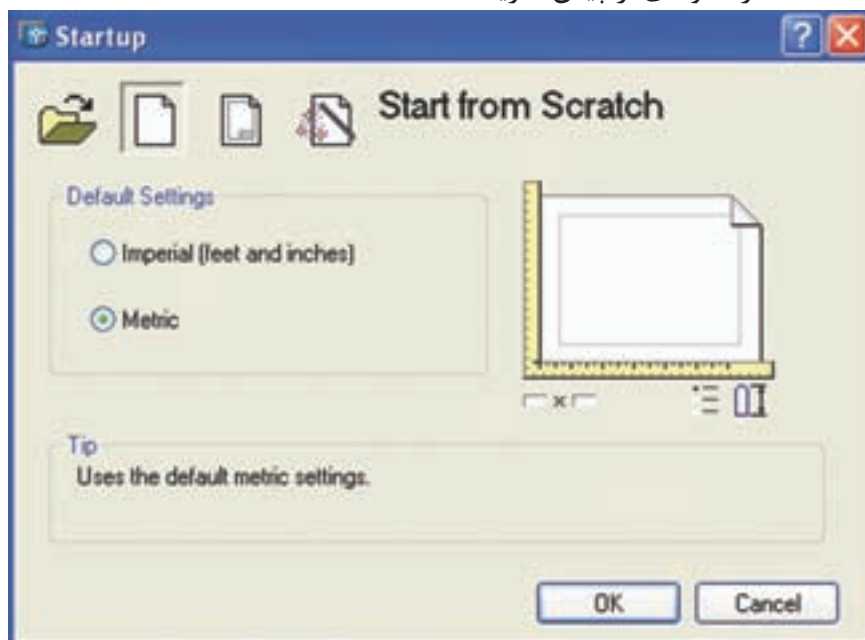 Startup
Start from Scratch
Default Settings
Imperial (feet and inches)
Metric
Tip
Uses the default metric settings.
OK
Cancel